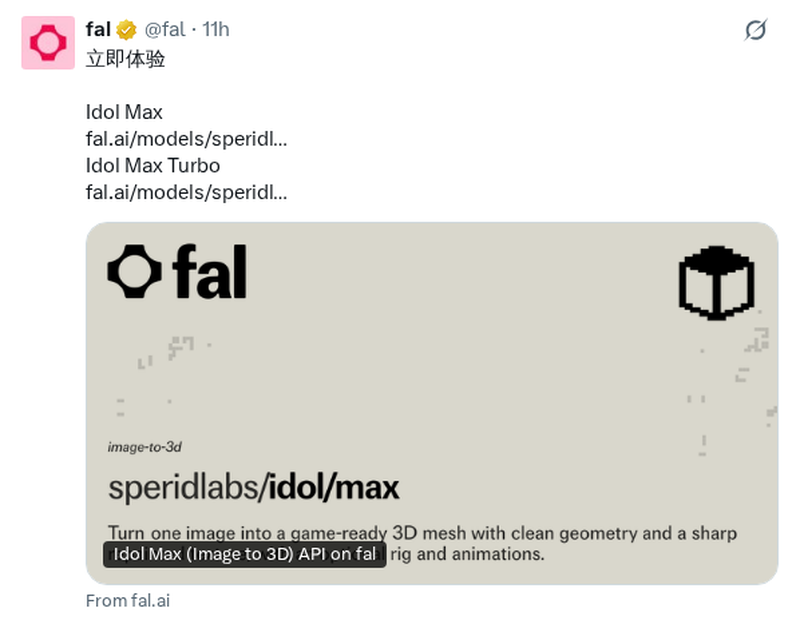 fal @fal · 11h
立即体验
Idol Max
fal.ai/models/speridl...
Idol Max Turbo
fal.ai/models/speridl...
fal
image-to-3d
speridlabs/idol/max
Turn one image into a game-ready 3D mesh with clean geometry and a sharp
rig and animations.
Idol Max (Image to 3D) API on fal
From fal.ai